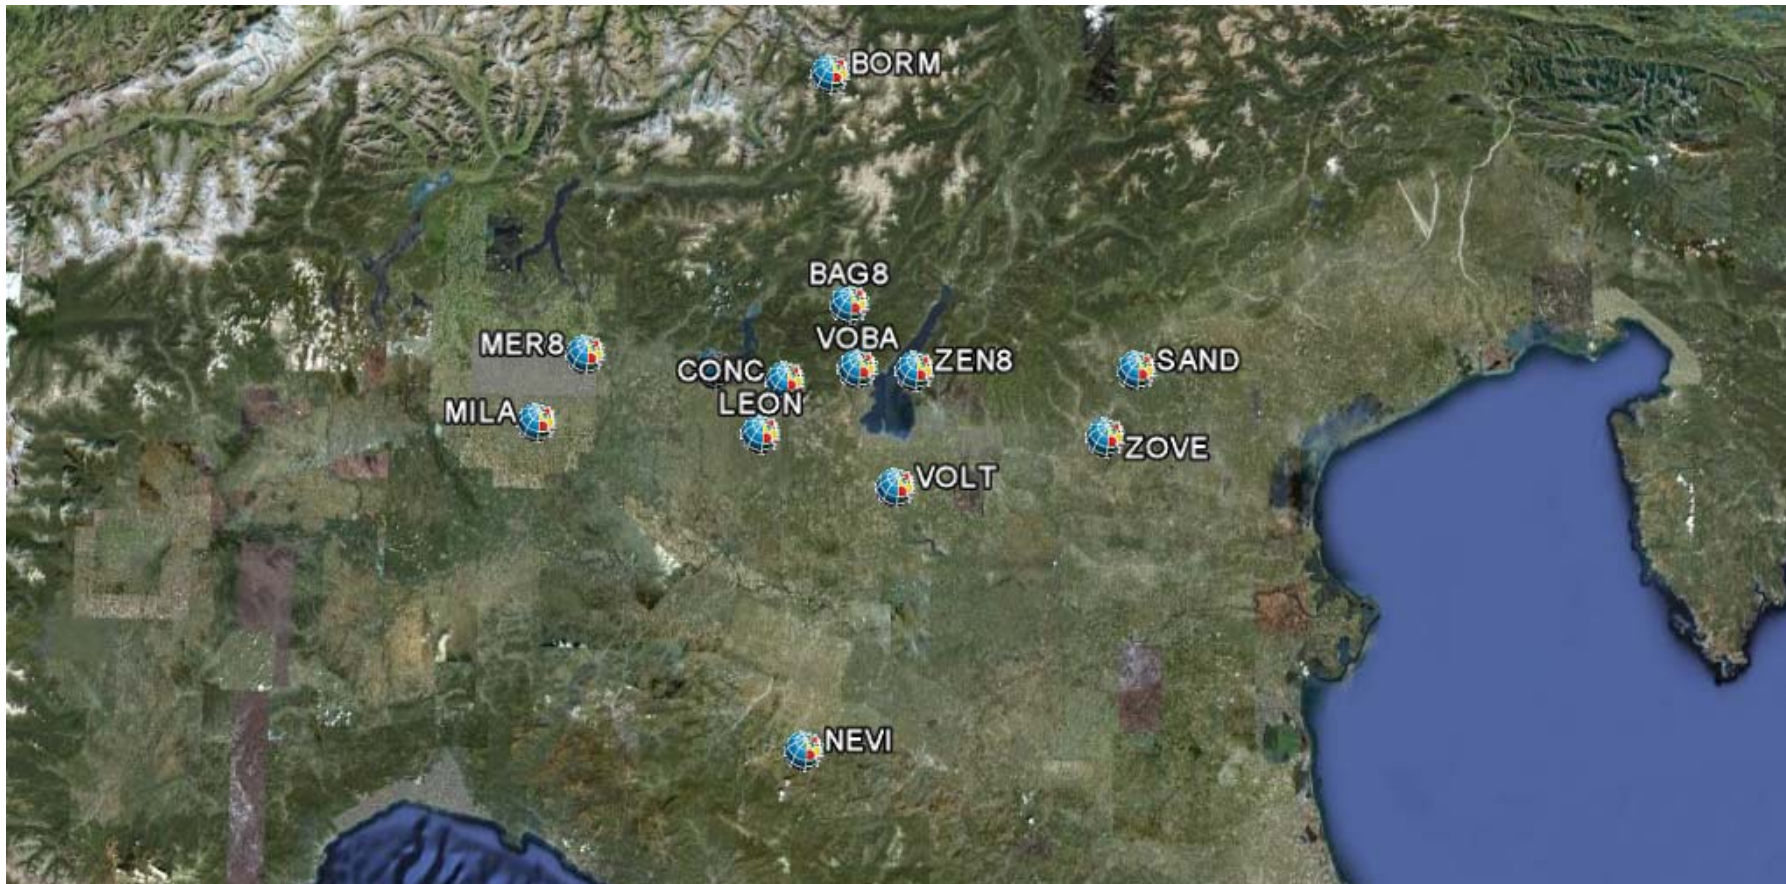 BORM
BAG8
VOBA
MER8
CONC
ZEN8
SAND
LEON
MILA
ZOVE
VOLT
NEVI